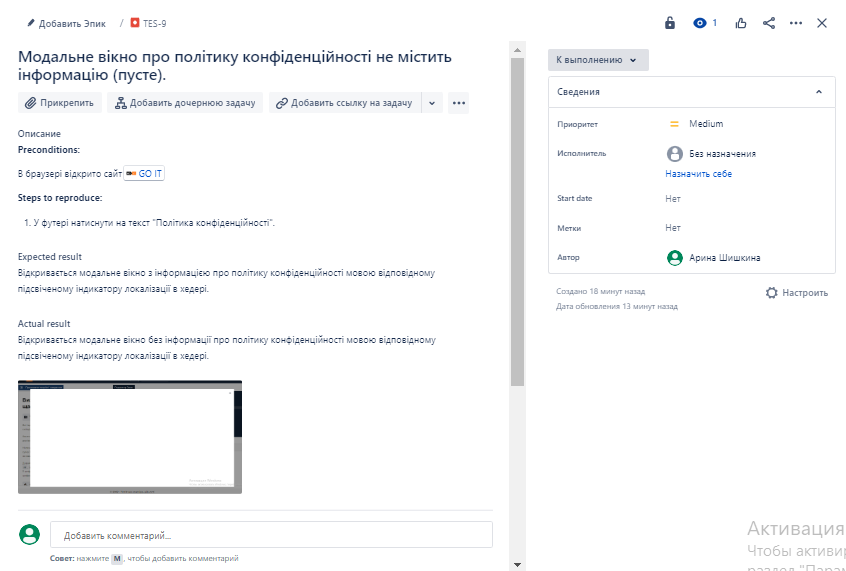 Добавить Эпик / TES-9
1
Модальне вікно про політику конфіденційності не містить
інформацію (пусте).
Прикрепить
Добавить дочернюю задачу
Добавить ссылку на задачу
Описание
Preconditions:
В браузері відкрито сайт GO IT
Steps to reproduce:
1. У футері натиснути на текст "Політика конфіденційності".
Expected result
Відкривається модальне вікно з інформацією про політику конфіденційності мовою відповідному
підсвіченому індикатору локалізації в хедері.
Actual result
Відкривається модальне вікно без інформації про політику конфіденційності мовою відповідному
підсвіченому індикатору локалізації в хедері.
Добавить комментарий...
Совет: нажмите M, чтобы добавить комментарий
К выполнению
Сведения
Приоритет
Medium
Исполнитель
Без назначения
Назначить себе
Start date
Нет
Метки
Нет
Автор
Арина Шишкина
Создано 18 минут назад
Настроить
Дата обновления 13 минут назад
Активация
Чтобы активир
раздел "Парам